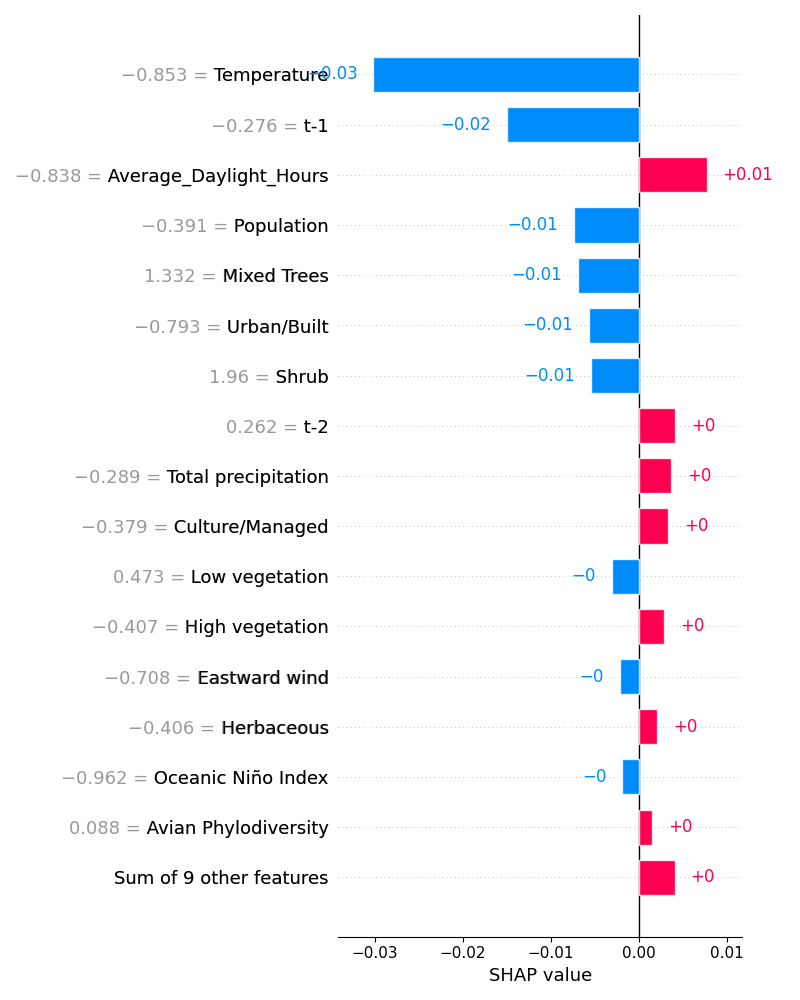 −0.853 = Temperature −0.03
−0.276 = t-1 −0.02
−0.838 = Average_Daylight_Hours +0.01
−0.391 = Population −0.01
1.332 = Mixed Trees −0.01
−0.793 = Urban/Built −0.01
1.96 = Shrub −0.01
0.262 = t-2 +0
−0.289 = Total precipitation +0
−0.379 = Culture/Managed +0
0.473 = Low vegetation −0
−0.407 = High vegetation +0
−0.708 = Eastward wind −0
−0.406 = Herbaceous +0
−0.962 = Oceanic Niño Index −0
0.088 = Avian Phylodiversity +0
Sum of 9 other features +0
−0.03 −0.02 −0.01 0.00 0.01
SHAP value